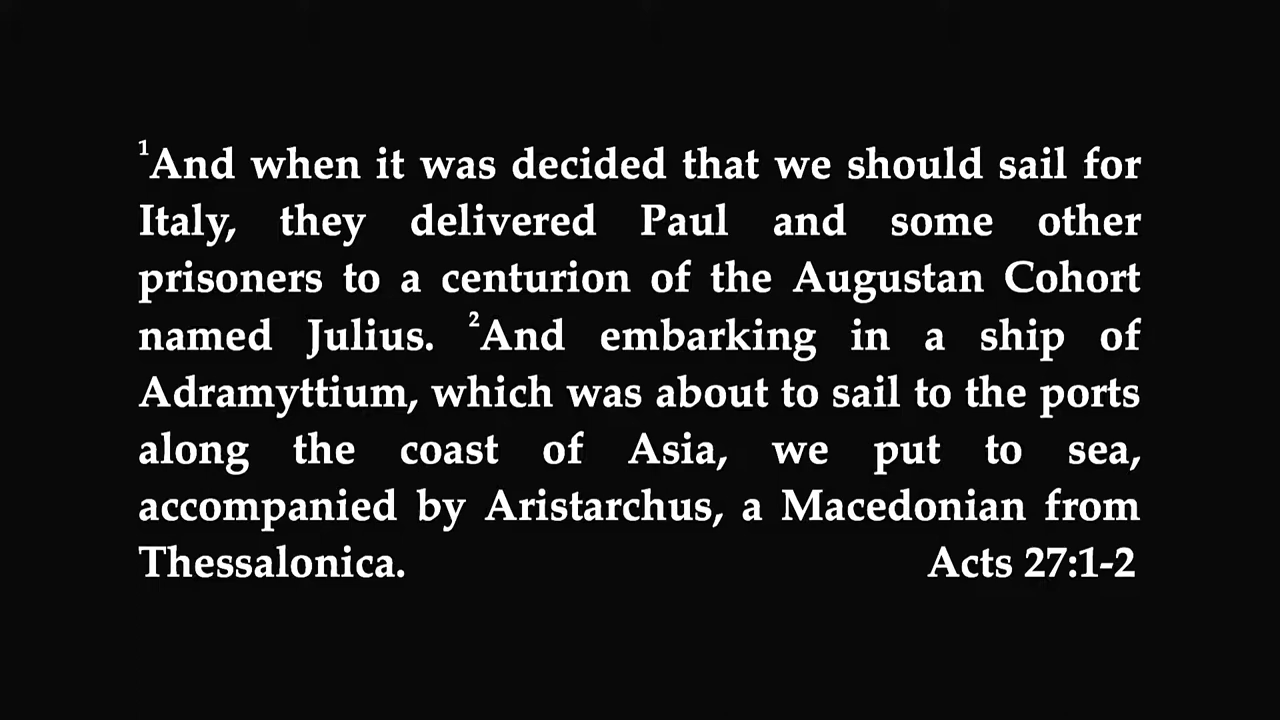 ¹And when it was decided that we should sail for
Italy, they delivered Paul and some other
prisoners to a centurion of the Augustan Cohort
named Julius. ²And embarking in a ship of
Adramyttium, which was about to sail to the ports
along the coast of Asia, we put to sea,
accompanied by Aristarchus, a Macedonian from
Thessalonica. Acts 27:1-2